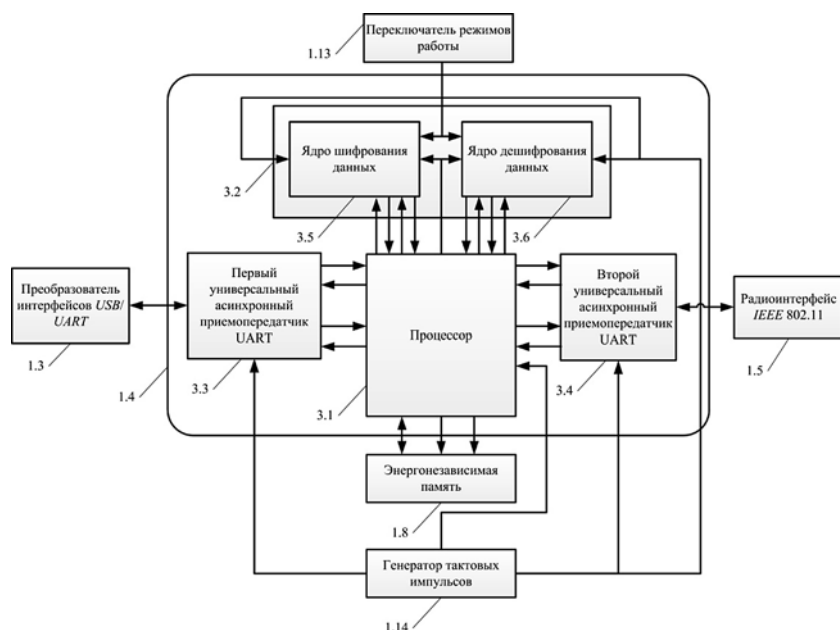 Переключатель режимов
работы
1.13
Ядро шифрования
данных
Ядро дешифрования
данных
3.2
3.5
3.6
Преобразователь
интерфейсов USB/
UART
1.3
Первый
универсальный
асинхронный
приемопередатчик
UART
3.3
Процессор
3.1
Второй
универсальный
асинхронный
приемопередатчик
UART
3.4
Радиоинтерфейс
IEEE 802.11
1.5
1.4
Энергонезависимая
память
1.8
Генератор тактовых
импульсов
1.14